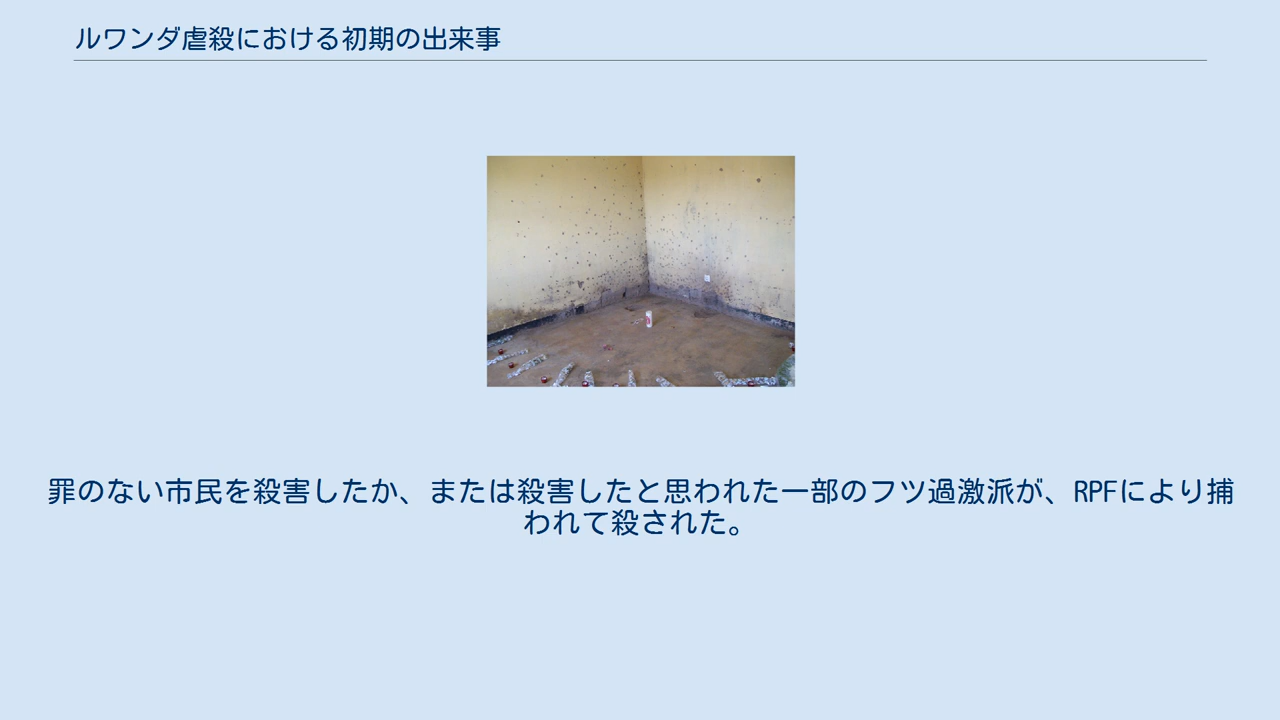 ルワンダ虐殺における初期の出来事
罪のない市民を殺害したか、または殺害したと思われた一部のフツ過激派が、RPFにより捕
われて殺された。